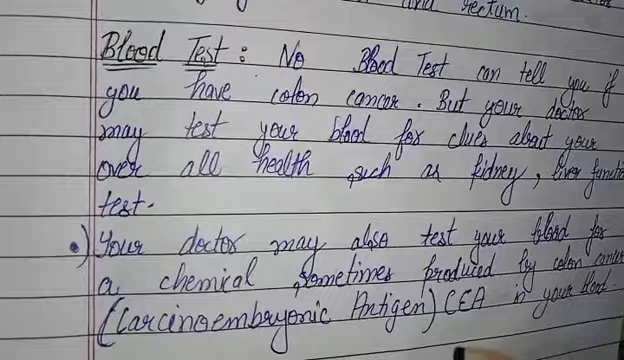 and rectum.
Blood Test : No Blood Test can tell you if
you have colon cancer. But your doctor
may test your blood for clues about your
over all health such as kidney, liver functi
test.
•) Your doctor may also test your blood for
a chemical sometimes produced by colon cancer
(Carcinoembryonic Antigen) CEA in your blood.